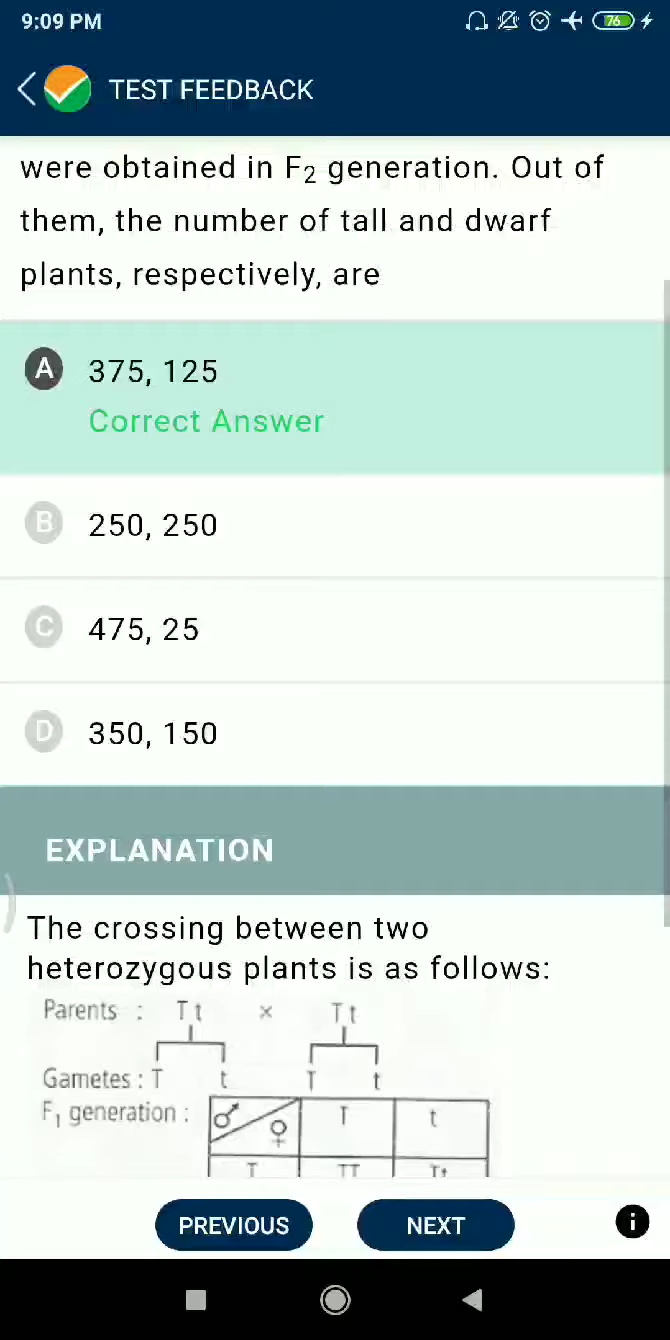 9:09 PM
76
TEST FEEDBACK
were obtained in F₂ generation. Out of
them, the number of tall and dwarf
plants, respectively, are
A 375, 125
Correct Answer
B 250, 250
C 475, 25
D 350, 150
EXPLANATION
The crossing between two
heterozygous plants is as follows:
Parents : Tt × Tt
Gametes : T t T t
F₁ generation : ♂ ♀ T t
T TT Tt
PREVIOUS NEXT i